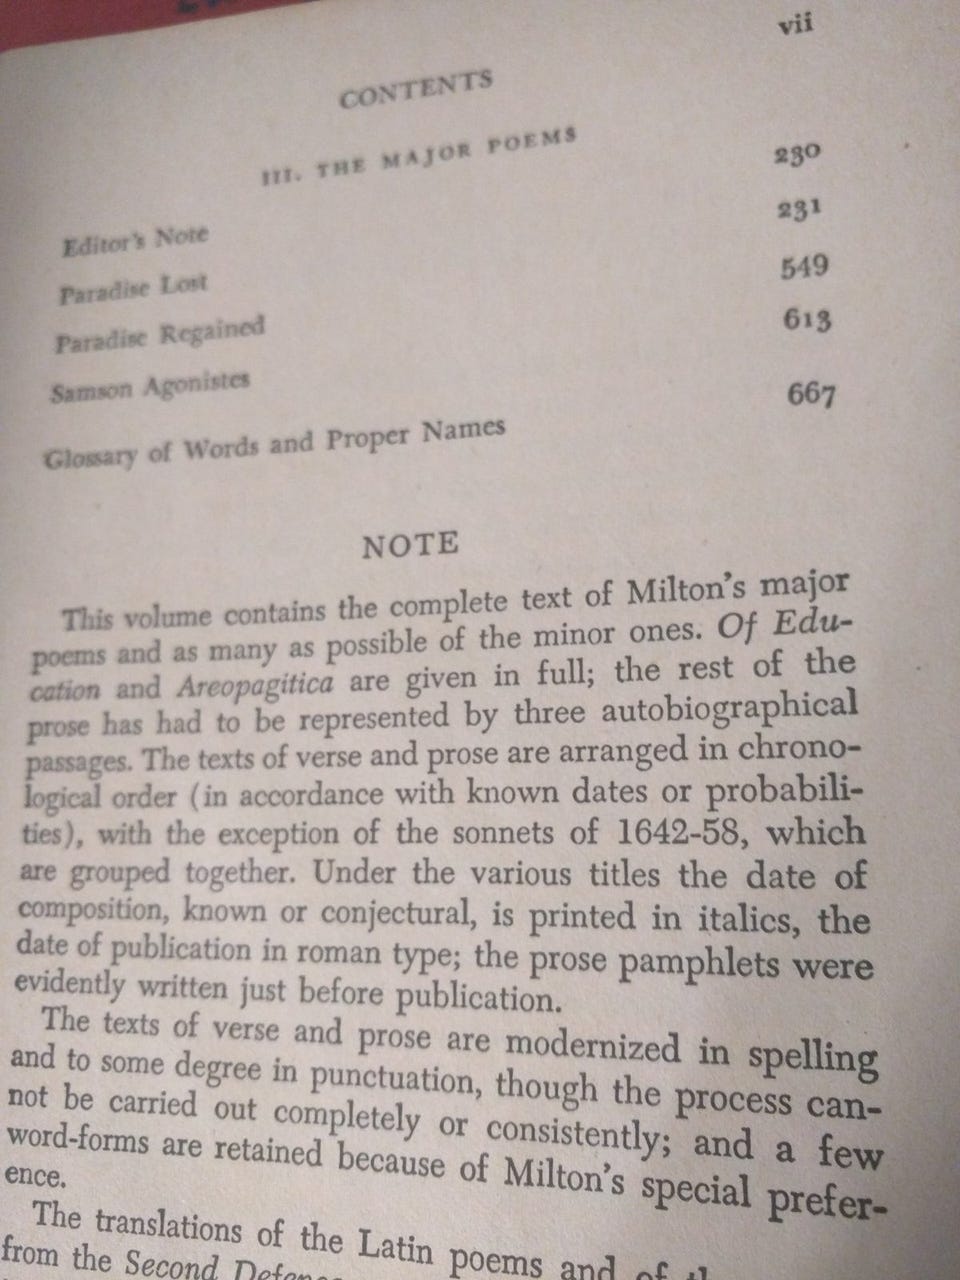 vii
CONTENTS
III. THE MAJOR POEMS
Editor's Note 230
Paradise Lost 231
Paradise Regained 549
Samson Agonistes 613
Glossary of Words and Proper Names 667
NOTE
This volume contains the complete text of Milton's major
poems and as many as possible of the minor ones. Of Edu-
cation and Areopagitica are given in full; the rest of the
prose has had to be represented by three autobiographical
passages. The texts of verse and prose are arranged in chrono-
logical order (in accordance with known dates or probabili-
ties), with the exception of the sonnets of 1642-58, which
are grouped together. Under the various titles the date of
composition, known or conjectural, is printed in italics, the
date of publication in roman type; the prose pamphlets were
evidently written just before publication.
The texts of verse and prose are modernized in spelling
and to some degree in punctuation, though the process can-
not be carried out completely or consistently; and a few
word-forms are retained because of Milton's special prefer-
ence.
The translations of the Latin poems and of
from the Second